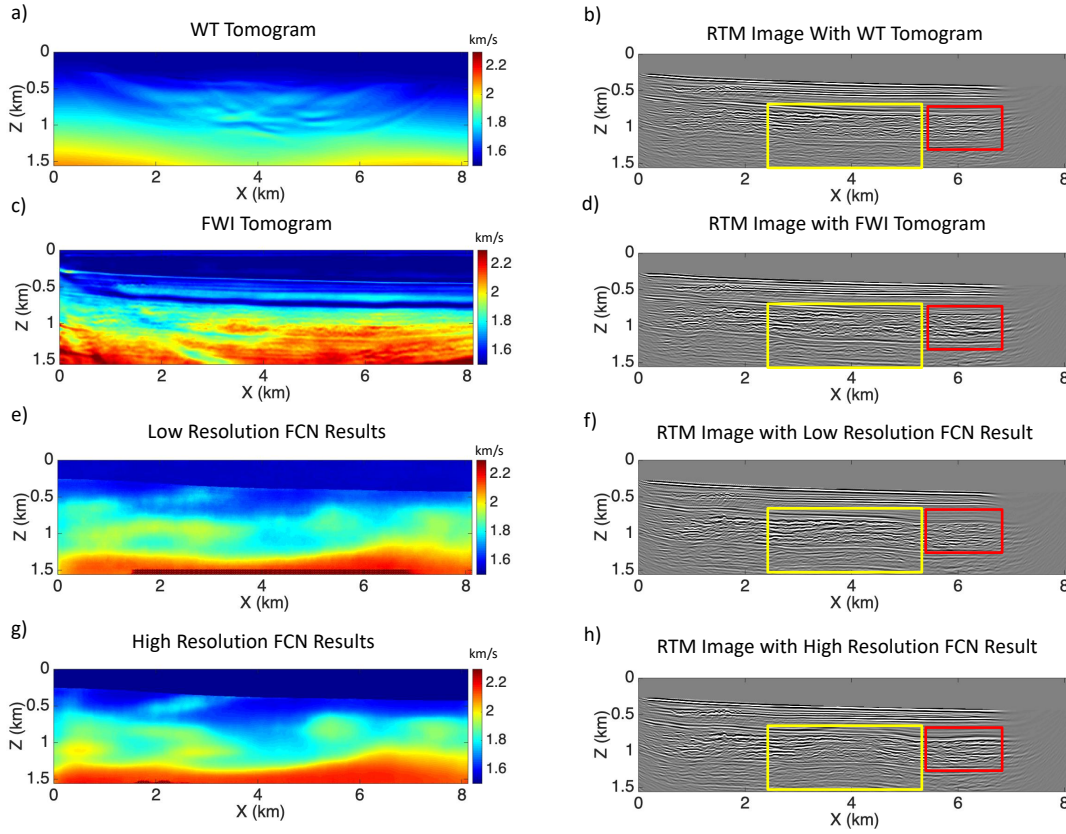 a)
WT Tomogram
km/s
0
0.5
1
1.5
Z (km)
2.2
2
1.8
1.6
0 2 4 6 8
X (km)
b)
RTM Image With WT Tomogram
0
0.5
1
1.5
Z (km)
0 2 4 6 8
X (km)
c)
FWI Tomogram
km/s
0
0.5
1
1.5
Z (km)
2.2
2
1.8
1.6
0 2 4 6 8
X (km)
d)
RTM Image with FWI Tomogram
0
0.5
1
1.5
Z (km)
0 2 4 6 8
X (km)
e)
Low Resolution FCN Results
km/s
0
0.5
1
1.5
Z (km)
2.2
2
1.8
1.6
0 2 4 6 8
X (km)
f)
RTM Image with Low Resolution FCN Result
0
0.5
1
1.5
Z (km)
0 2 4 6 8
X (km)
g)
High Resolution FCN Results
km/s
0
0.5
1
1.5
Z (km)
2.2
2
1.8
1.6
0 2 4 6 8
X (km)
h)
RTM Image with High Resolution FCN Result
0
0.5
1
1.5
Z (km)
0 2 4 6 8
X (km)